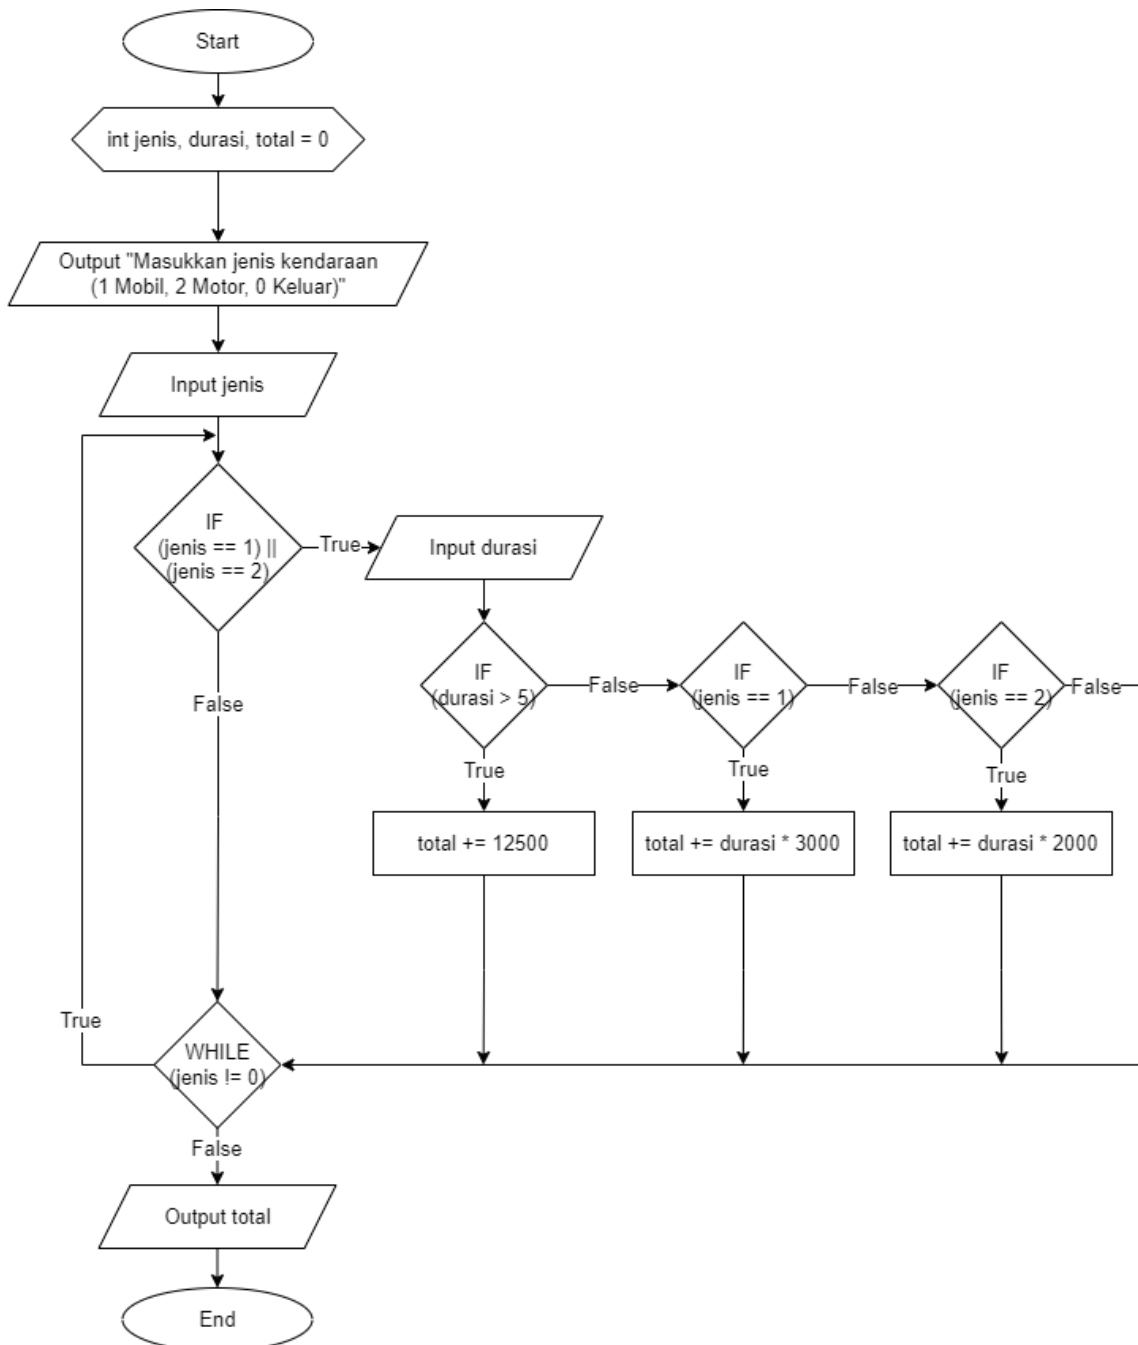 Start
int jenis, durasi, total = 0
Output "Masukkan jenis kendaraan
(1 Mobil, 2 Motor, 0 Keluar)"
Input jenis
IF
(jenis == 1) ||
(jenis == 2)
True
Input durasi
False
IF
(durasi > 5)
False
IF
(jenis == 1)
False
IF
(jenis == 2)
False
True
True
True
total += 12500
total += durasi * 3000
total += durasi * 2000
True
WHILE
(jenis != 0)
False
Output total
End